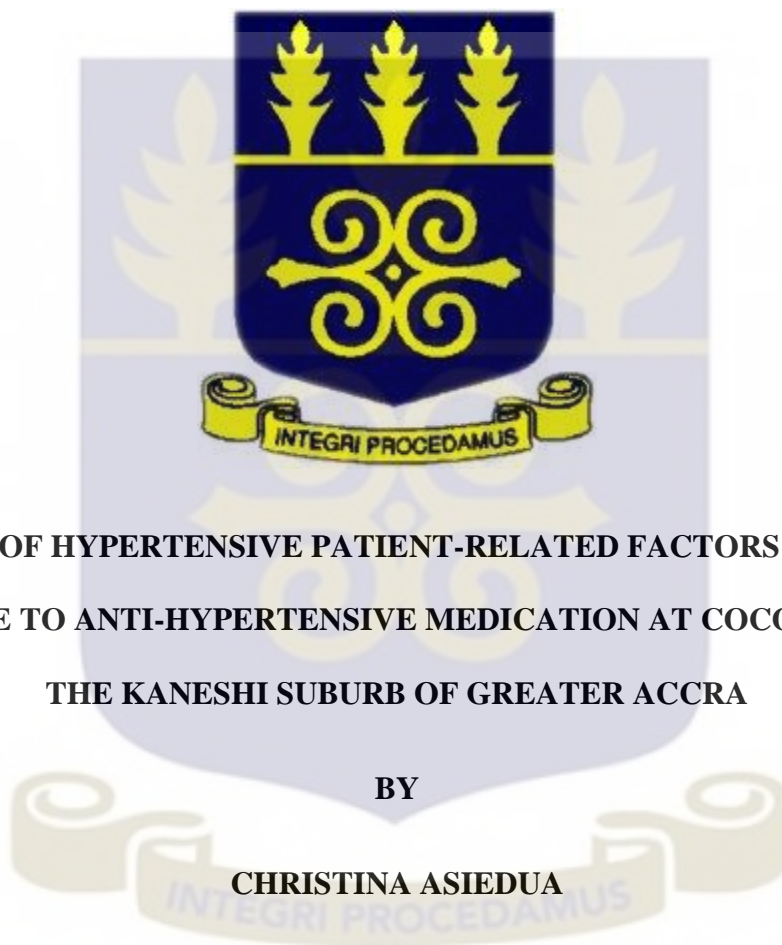 INTEGRI PROCEDAMUS
OF HYPERTENSIVE PATIENT-RELATED FACTORS
TO ANTI-HYPERTENSIVE MEDICATION AT
THE KANESHI SUBURB OF GREATER ACCRA
BY
CHRISTINA ASIEDUA
INTEGRI PROCEDAMUS